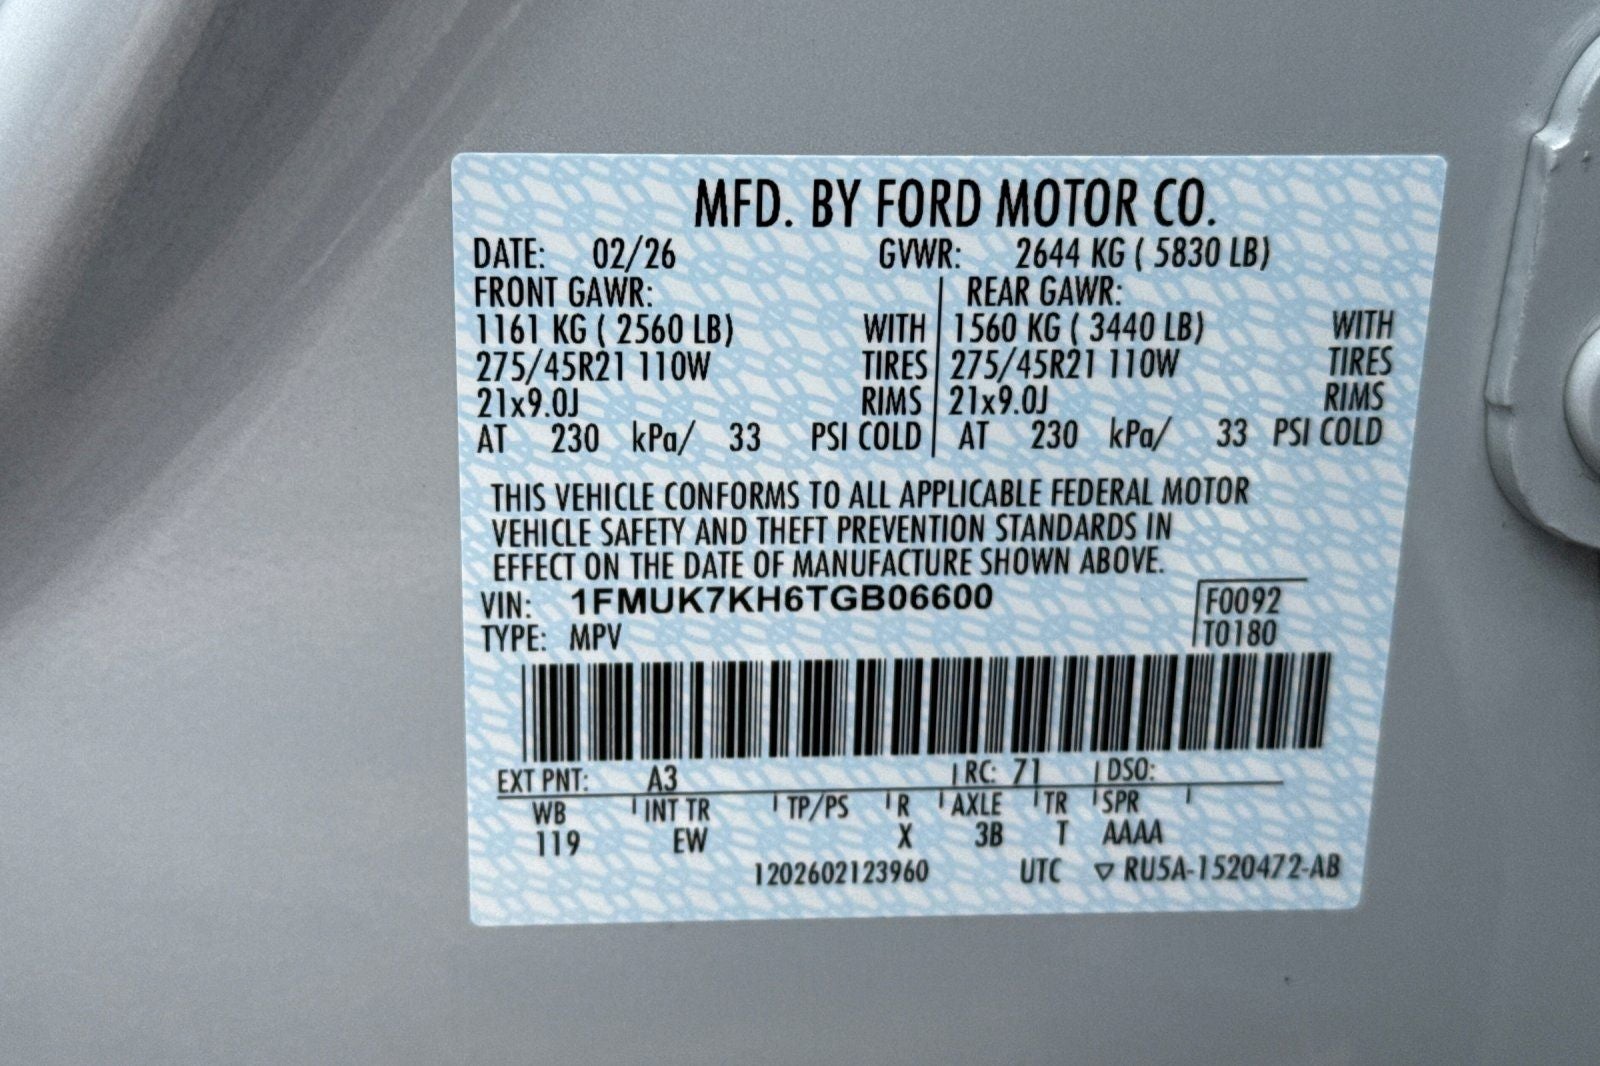 MFD. BY FORD MOTOR CO.
DATE: 02/26 GVWR: 2644 KG ( 5830 LB)
FRONT GAWR: REAR GAWR:
1161 KG ( 2560 LB) WITH 1560 KG ( 3440 LB) WITH
275/45R21 110W TIRES 275/45R21 110W TIRES
21x9.0J RIMS 21x9.0J RIMS
AT 230 kPa/ 33 PSI COLD AT 230 kPa/ 33 PSI COLD
THIS VEHICLE CONFORMS TO ALL APPLICABLE FEDERAL MOTOR
VEHICLE SAFETY AND THEFT PREVENTION STANDARDS IN
EFFECT ON THE DATE OF MANUFACTURE SHOWN ABOVE.
VIN: 1FMUK7KH6TGB06600 F0092
TYPE: MPV T0180
EXT PNT: A3 RC: 71 DSO:
WB INT TR TP/PS R AXLE TR SPR
119 EW X 3B T AAAA
1202602123960 UTC ▽ RU5A-1520472-AB